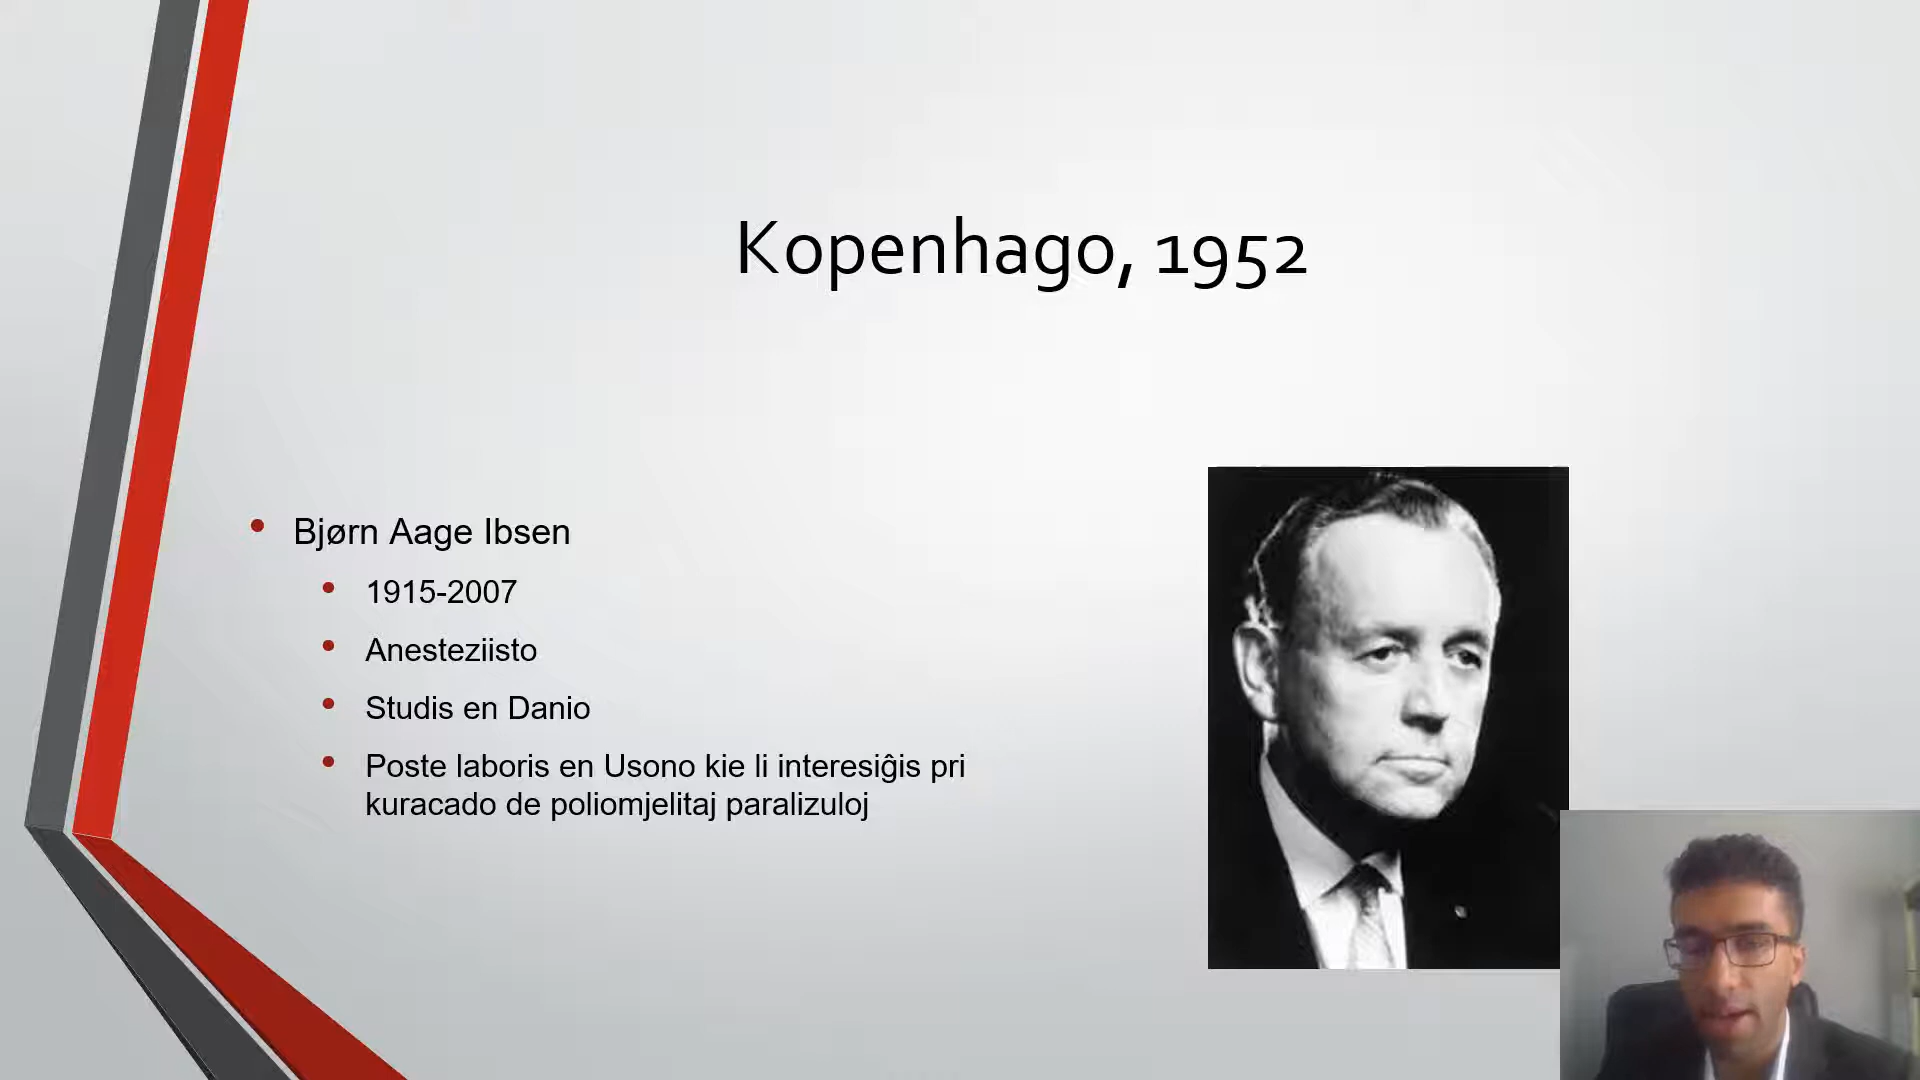 Kopenhago, 1952
Bjørn Aage Ibsen
1915-2007
Anesteziisto
Studis en Danio
Poste laboris en Usono kie li interesiĝis pri
kuracado de poliomjelitaj paralizuloj